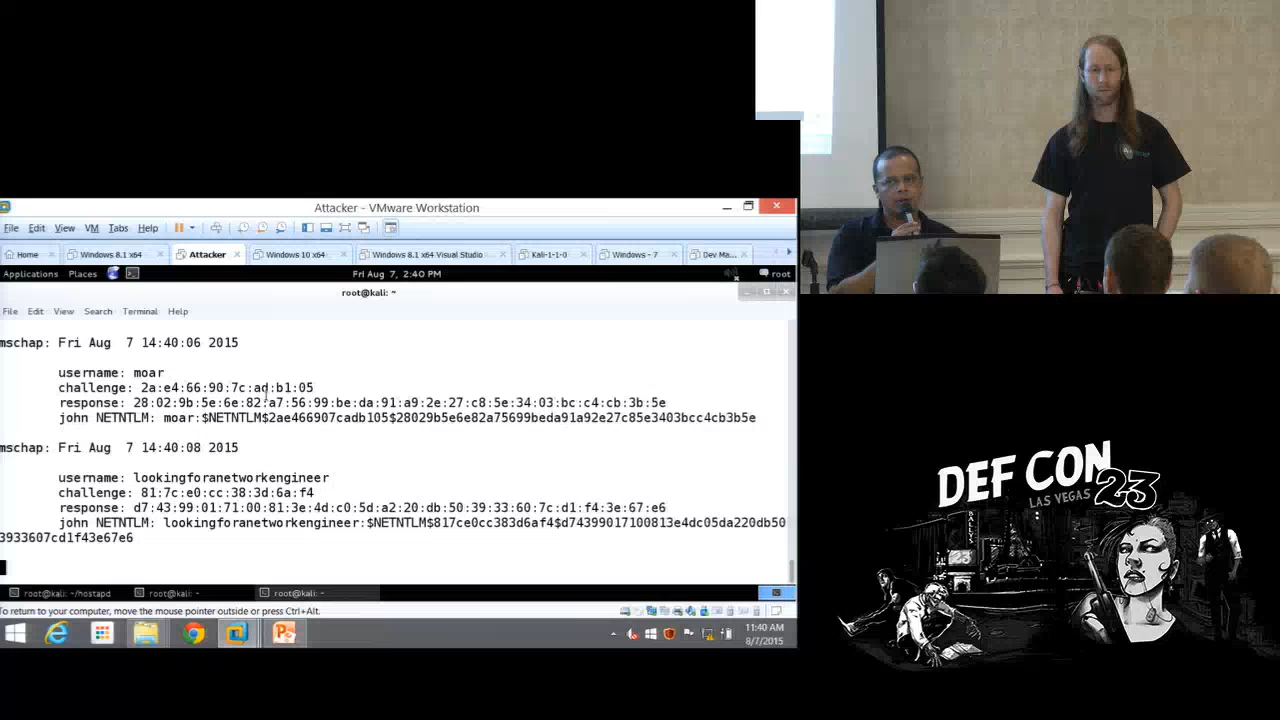 Attacker - VMware Workstation
File Edit View VM Tabs Help
Home Windows 8.1 x64 Attacker Windows 10 x64 Windows 8.1 x64 Visual Studio Kali-1-1-0 Windows - 7 Dev Ma...
Applications Places Fri Aug 7, 2:40 PM root
root@kali: ~
File Edit View Search Terminal Help
mschap: Fri Aug 7 14:40:06 2015
username: moar
challenge: 2a:e4:66:90:7c:ad:b1:05
response: 28:02:9b:5e:6e:82:a7:56:99:be:da:91:a9:2e:27:c8:5e:34:03:bc:c4:cb:3b:5e
john NETNTLM: moar:$NETNTLM$2ae466907cadb105$28029b5e6e82a75699beda91a92e27c85e3403bcc4cb3b5e
mschap: Fri Aug 7 14:40:08 2015
username: lookingforanetworkengineer
challenge: 81:7c:e0:cc:38:3d:6a:f4
response: d7:43:99:01:71:00:81:3e:4d:c0:5d:a2:20:db:50:39:33:60:7c:d1:f4:3e:67:e6
john NETNTLM: lookingforanetworkengineer:$NETNTLM$817ce0cc383d6af4$d74399017100813e4dc05da220db50
3933607cd1f43e67e6
root@kali: ~/hostapd root@kali: ~ root@kali: ~
To return to your computer, move the mouse pointer outside or press Ctrl+Alt.
11:40 AM
8/7/2015
DEF CON
LAS VEGAS 23
BALLYS
23